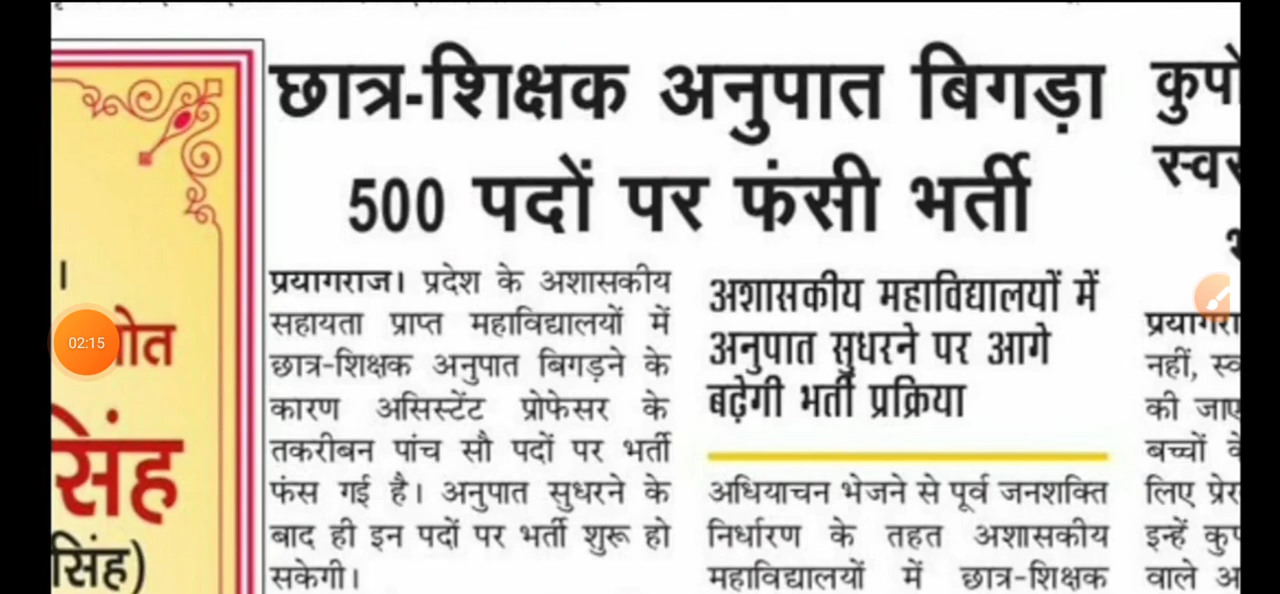 छात्र-शिक्षक अनुपात बिगड़ा
500 पदों पर फंसी भर्ती
प्रयागराज। प्रदेश के अशासकीय
सहायता प्राप्त महाविद्यालयों में
छात्र-शिक्षक अनुपात बिगड़ने के
कारण असिस्टेंट प्रोफेसर के
तकरीबन पांच सौ पदों पर भर्ती
फंस गई है। अनुपात सुधरने के
बाद ही इन पदों पर भर्ती शुरू हो
सकेगी।
अशासकीय महाविद्यालयों में
अनुपात सुधरने पर आगे
बढ़ेगी भर्ती प्रक्रिया
अधियाचन भेजने से पूर्व जनशक्ति
निर्धारण के तहत अशासकीय
महाविद्यालयों में छात्र-शिक्षक
नहीं,
की
बच्चों
लिए
इन्हें
वाले
02:15
सिंह
सिंह)